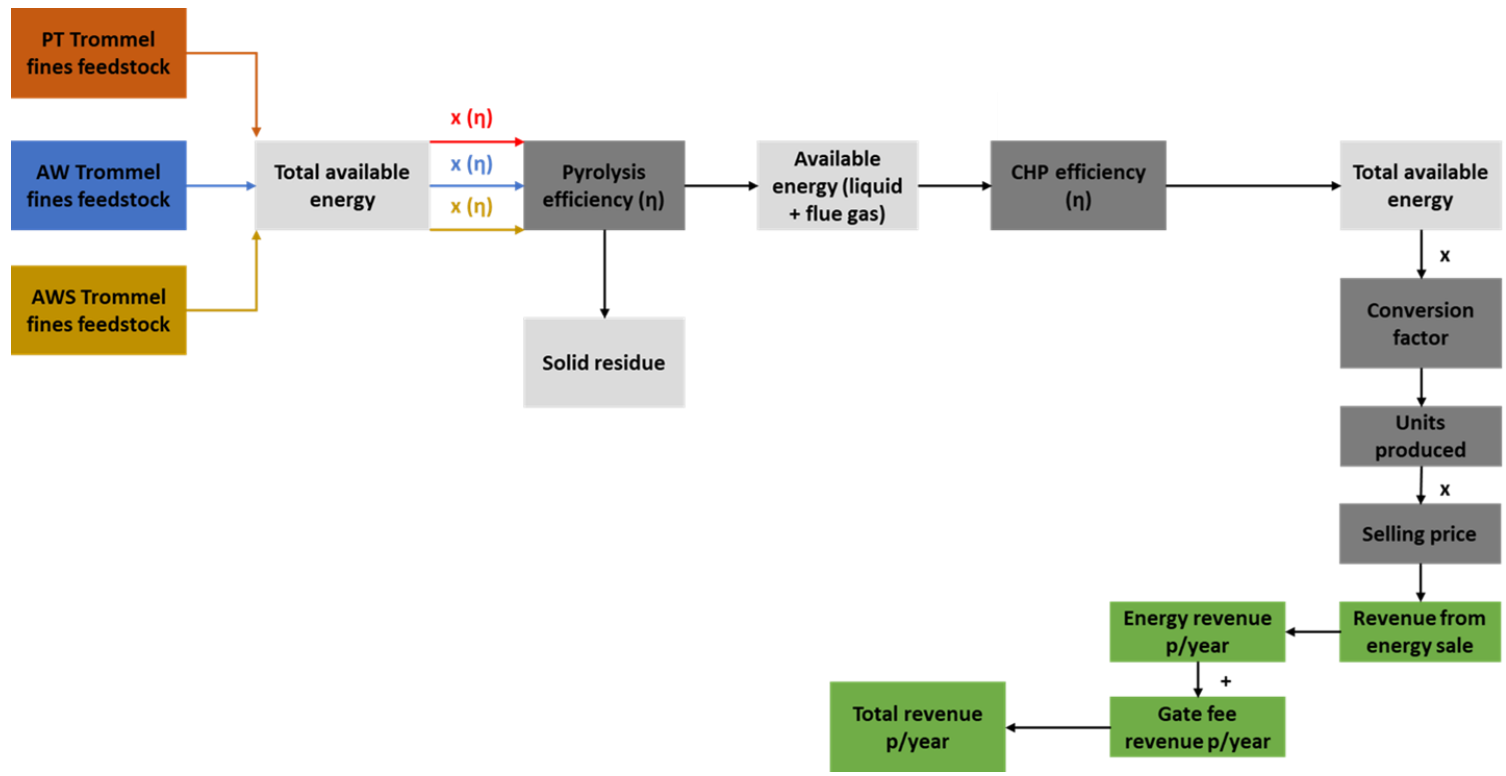 PT Trommel
fines feedstock
AW Trommel
fines feedstock
AWS Trommel
fines feedstock
Total available
energy
x (η)
x (η)
x (η)
Pyrolysis
efficiency (η)
Solid residue
Available
energy (liquid
+ flue gas)
CHP efficiency
(η)
Total available
energy
x
Conversion
factor
Units
produced
x
Selling price
Revenue from
energy sale
Energy revenue
p/year
+
Gate fee
revenue p/year
Total revenue
p/year